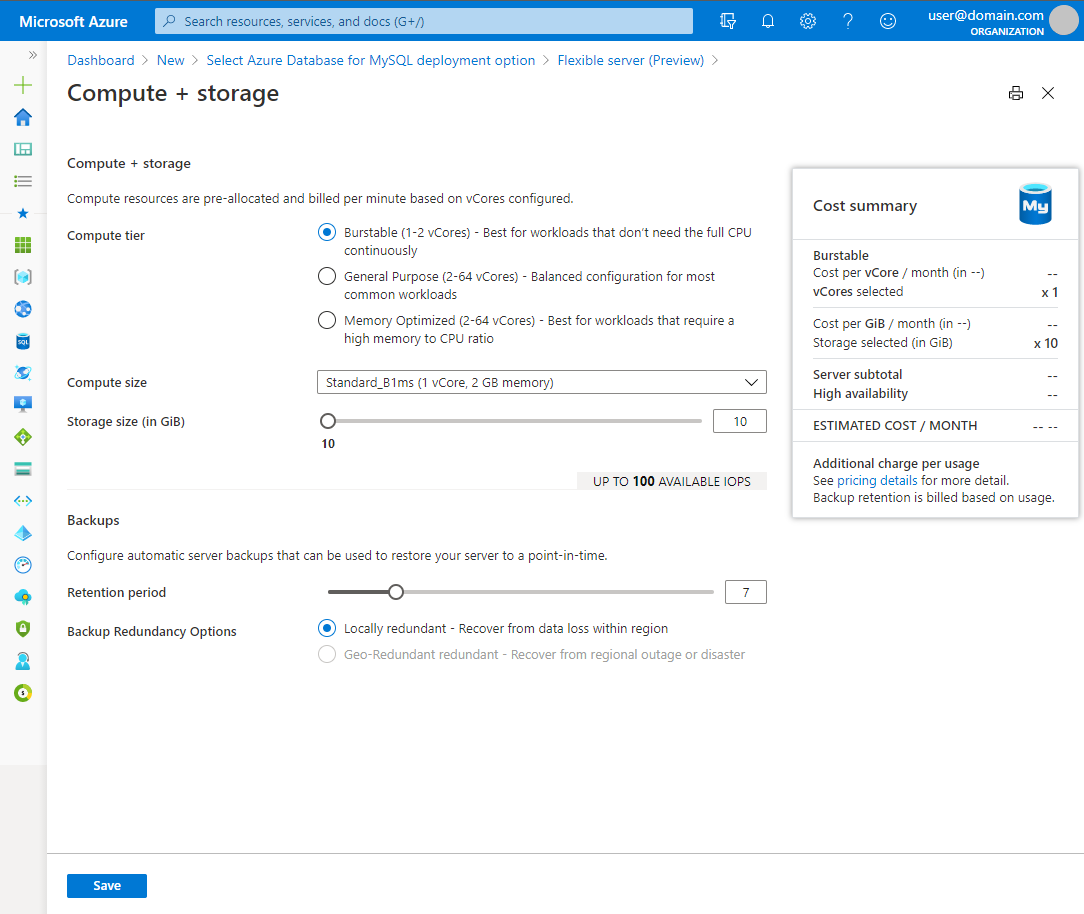 Microsoft Azure
Search resources, services, and docs (G+/)
user@domain.com
ORGANIZATION
Dashboard > New > Select Azure Database for MySQL deployment option > Flexible server (Preview) >
Compute + storage
Compute + storage
Compute resources are pre-allocated and billed per minute based on vCores configured.
Compute tier
Burstable (1-2 vCores) - Best for workloads that don't need the full CPU
continuously
General Purpose (2-64 vCores) - Balanced configuration for most
common workloads
Memory Optimized (2-64 vCores) - Best for workloads that require a
high memory to CPU ratio
Compute size
Standard_B1ms (1 vCore, 2 GB memory)
Storage size (in GiB)
10
10
UP TO 100 AVAILABLE IOPS
Backups
Configure automatic server backups that can be used to restore your server to a point-in-time.
Retention period
7
Backup Redundancy Options
Locally redundant - Recover from data loss within region
Geo-Redundant redundant - Recover from regional outage or disaster
Save
Cost summary
My
Burstable
Cost per vCore / month (in --) --
vCores selected x 1
Cost per GiB / month (in --) --
Storage selected (in GiB) x 10
Server subtotal --
High availability --
ESTIMATED COST / MONTH -- --
Additional charge per usage
See pricing details for more detail.
Backup retention is billed based on usage.
SQL